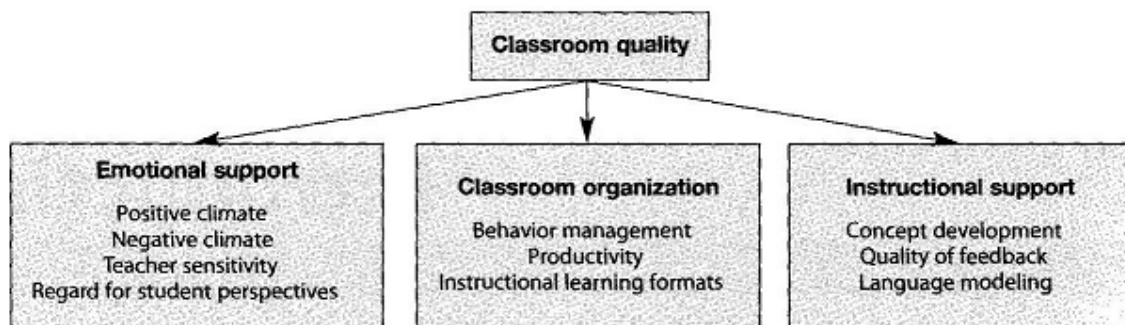 Classroom quality
Emotional support
Positive climate
Negative climate
Teacher sensitivity
Regard for student perspectives
Classroom organization
Behavior management
Productivity
Instructional learning formats
Instructional support
Concept development
Quality of feedback
Language modeling